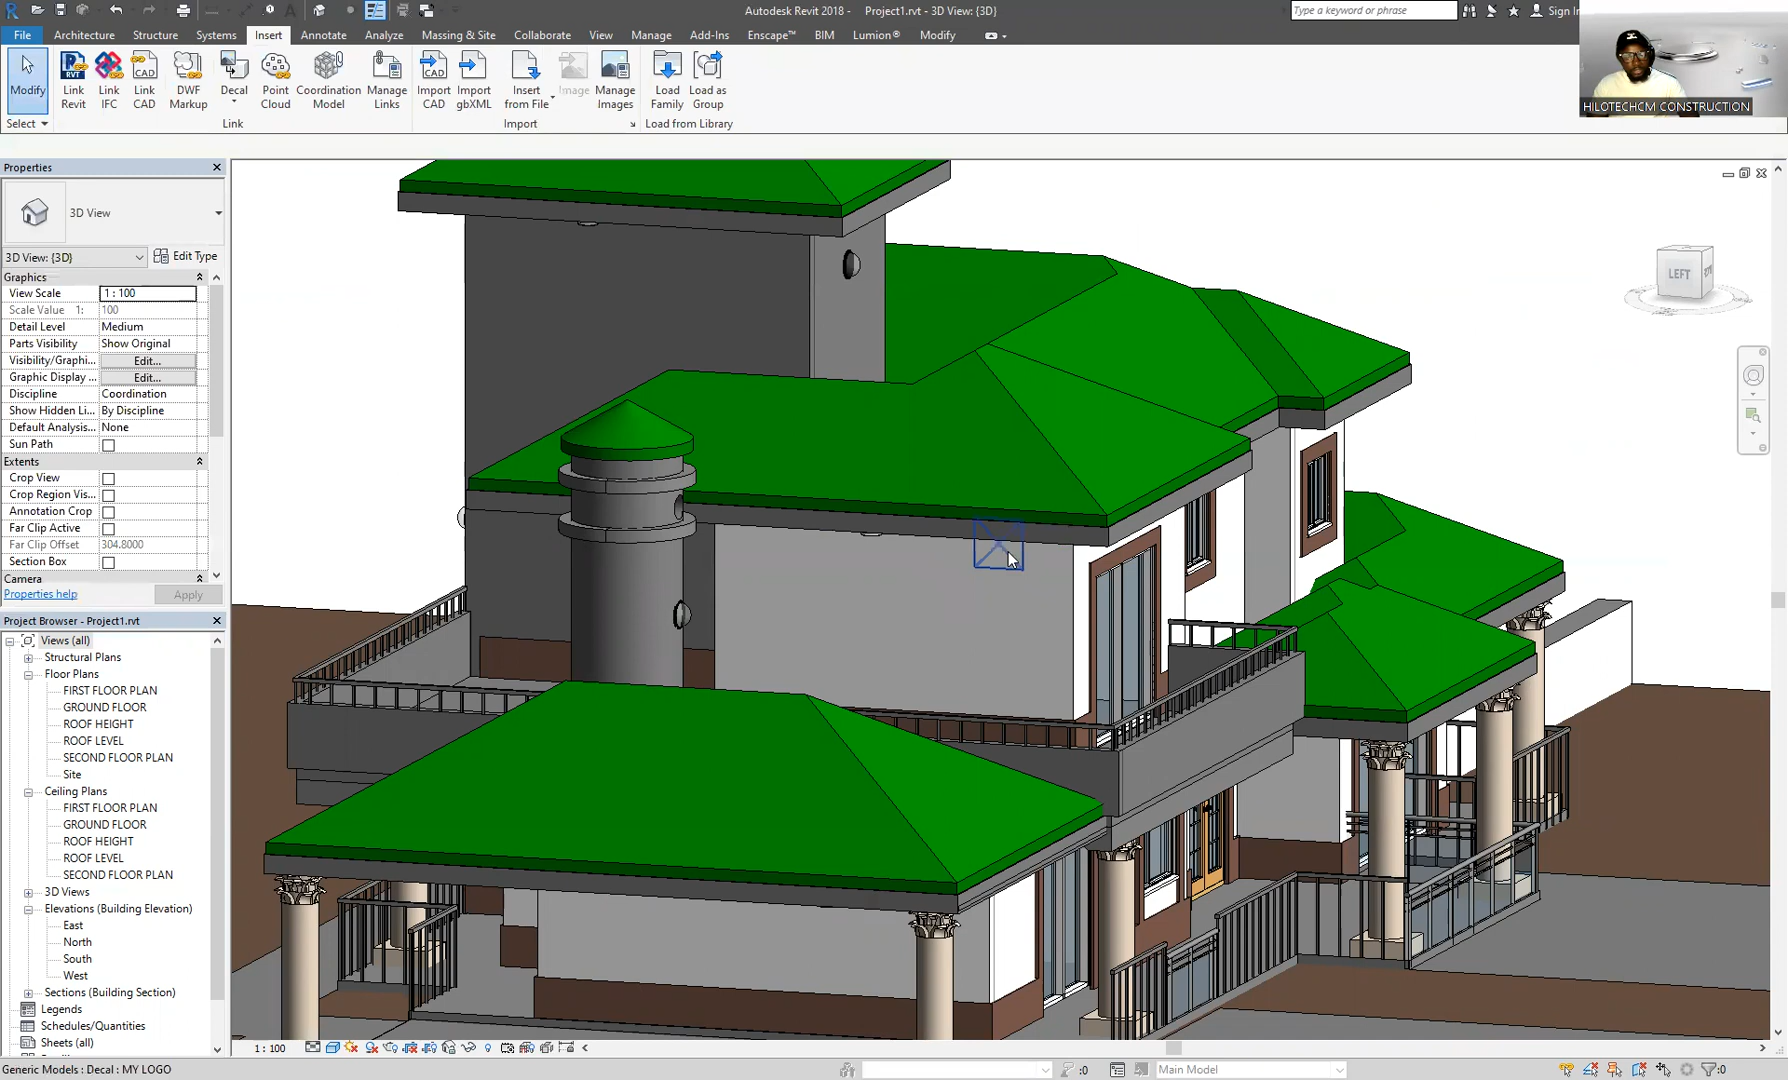 Autodesk Revit 2018 - Project1.rvt - 3D View: {3D}
Type a keyword or phrase
Sign In
File Architecture Structure Systems Insert Annotate Analyze Massing & Site Collaborate View Manage Add-Ins Enscape™ BIM Lumion® Modify
Modify
Link Revit
Link IFC
Link CAD
DWF Markup
Decal
Point Cloud
Coordination Model
Manage Links
Import CAD
Import gbXML
Insert from File
Image
Manage Images
Load Family
Load as Group
Select
Link
Import
Load from Library
HILOTECHCM CONSTRUCTION
Properties
3D View
3D View: {3D}
Edit Type
Graphics
View Scale 1 : 100
Scale Value 1: 100
Detail Level Medium
Parts Visibility Show Original
Visibility/Graphi... Edit...
Graphic Display ... Edit...
Discipline Coordination
Show Hidden Li... By Discipline
Default Analysis... None
Sun Path
Extents
Crop View
Crop Region Vis...
Annotation Crop
Far Clip Active
Far Clip Offset 304.8000
Section Box
Camera
Properties help
Apply
Project Browser - Project1.rvt
Views (all)
Structural Plans
Floor Plans
FIRST FLOOR PLAN
GROUND FLOOR
ROOF HEIGHT
ROOF LEVEL
SECOND FLOOR PLAN
Site
Ceiling Plans
FIRST FLOOR PLAN
GROUND FLOOR
ROOF HEIGHT
ROOF LEVEL
SECOND FLOOR PLAN
3D Views
Elevations (Building Elevation)
East
North
South
West
Sections (Building Section)
Legends
Schedules/Quantities
Sheets (all)
LEFT
1 : 100
Generic Models : Decal : MY LOGO
:0
Main Model
:0